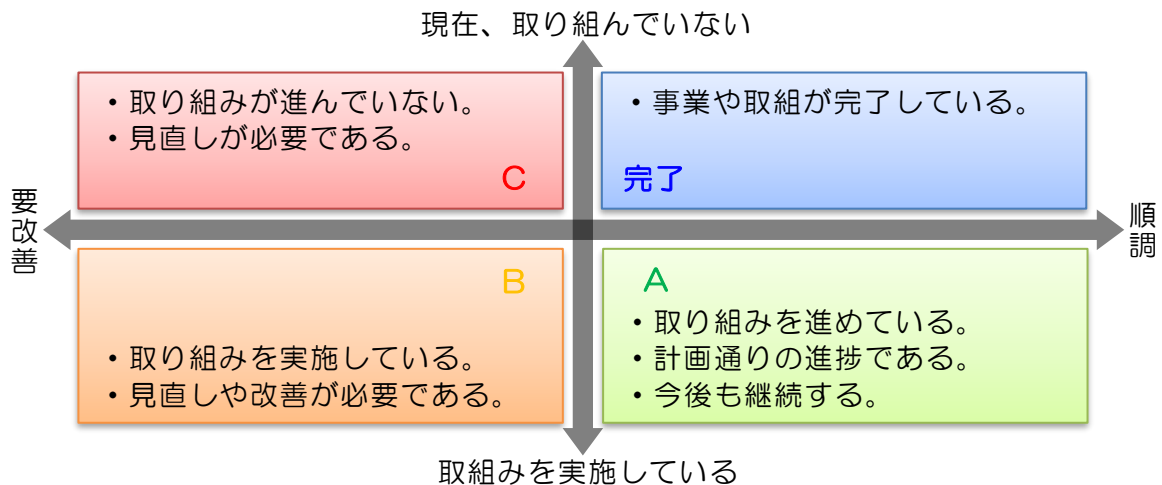 現在、取り組んでいない
・取り組みが進んでいない。
・見直しが必要である。
C
・事業や取組が完了している。
完了
要改善
順調
B
・取り組みを実施している。
・見直しや改善が必要である。
A
・取り組みを進めている。
・計画通りの進捗である。
・今後も継続する。
取組みを実施している